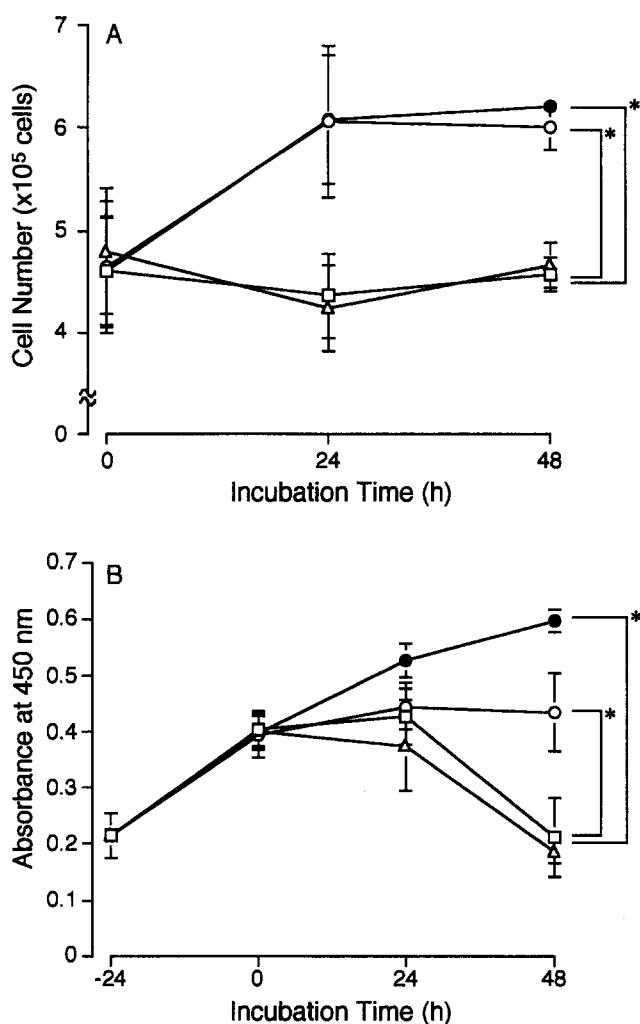 A
Cell Number (x10⁵ cells)
7
6
5
4
0
*
*
0 24 48
Incubation Time (h)
B
Absorbance at 450 nm
0.7
0.6
0.5
0.4
0.3
0.2
0.1
0
*
*
-24 0 24 48
Incubation Time (h)